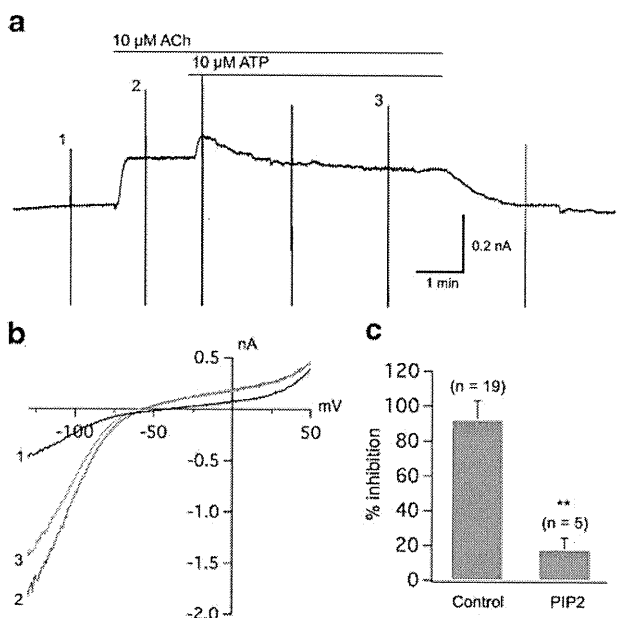 a
10 µM ACh
10 µM ATP
1
2
3
0.2 nA
1 min
b
nA
0.5
mV
-100
-50
50
-0.5
-1.0
-1.5
-2.0
1
3
2
c
% inhibition
120
100
80
60
40
20
0
(n = 19)
**
(n = 5)
Control
PIP2